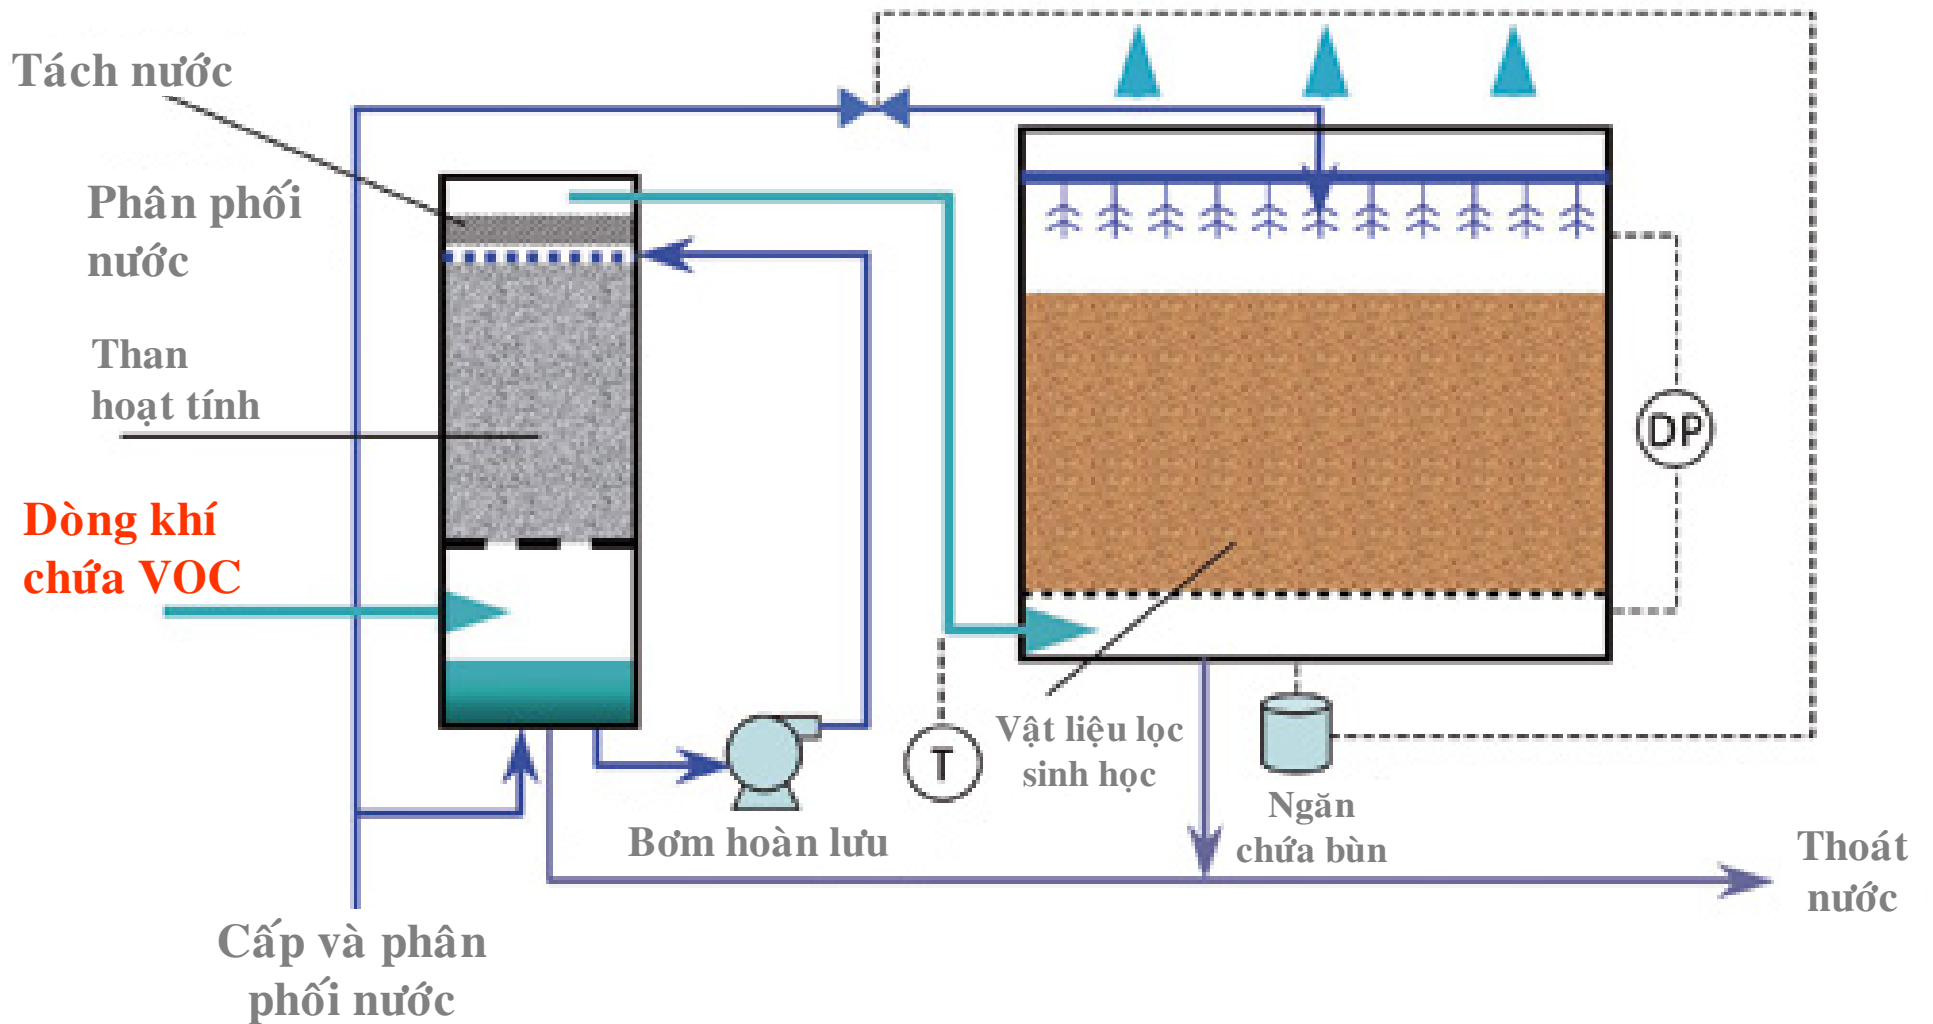 Tách nước
Phân phối
nước
Than
hoạt tính
Dòng khí
chứa VOC
DP
T
Vật liệu lọc
sinh học
Ngăn
chứa bùn
Bơm hoàn lưu
Thoát
nước
Cấp và phân
phối nước